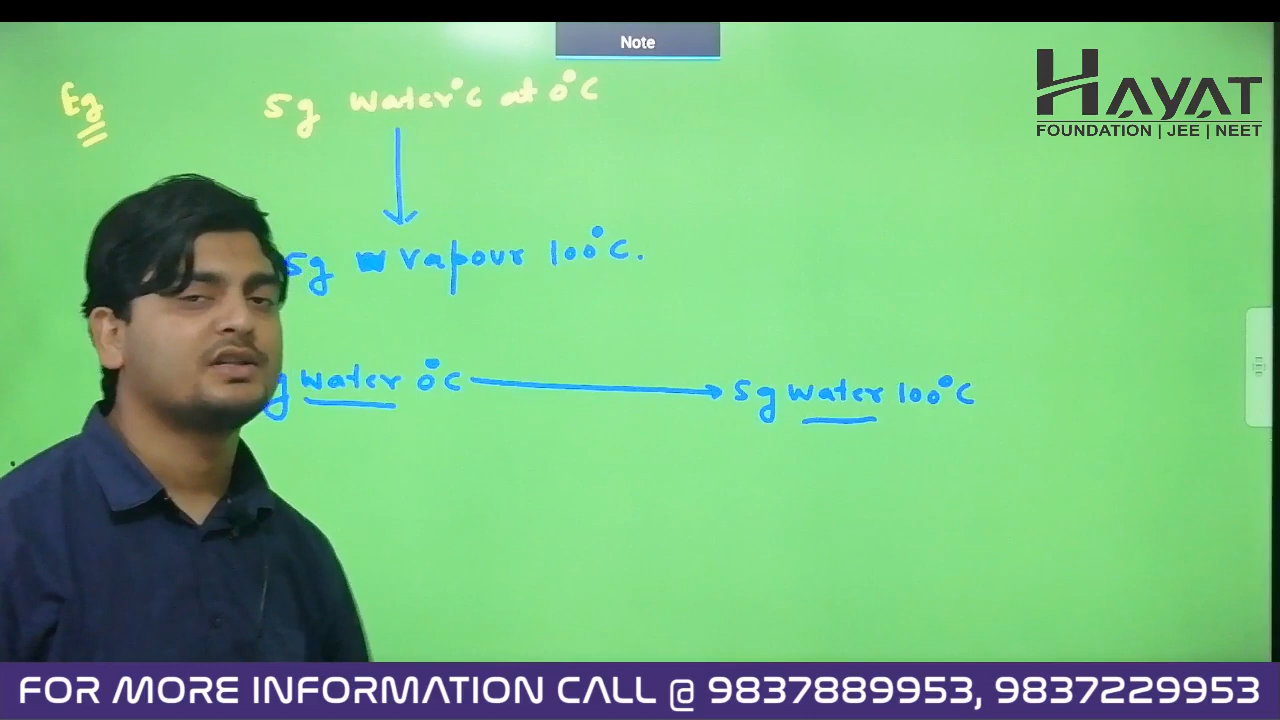 Note
HAYAT
FOUNDATION | JEE | NEET
Eg 5g Water°C at 0°C
5g vapour 100°C.
g water 0°C 5g water 100°C
FOR MORE INFORMATION CALL @ 9837889953, 9837229953